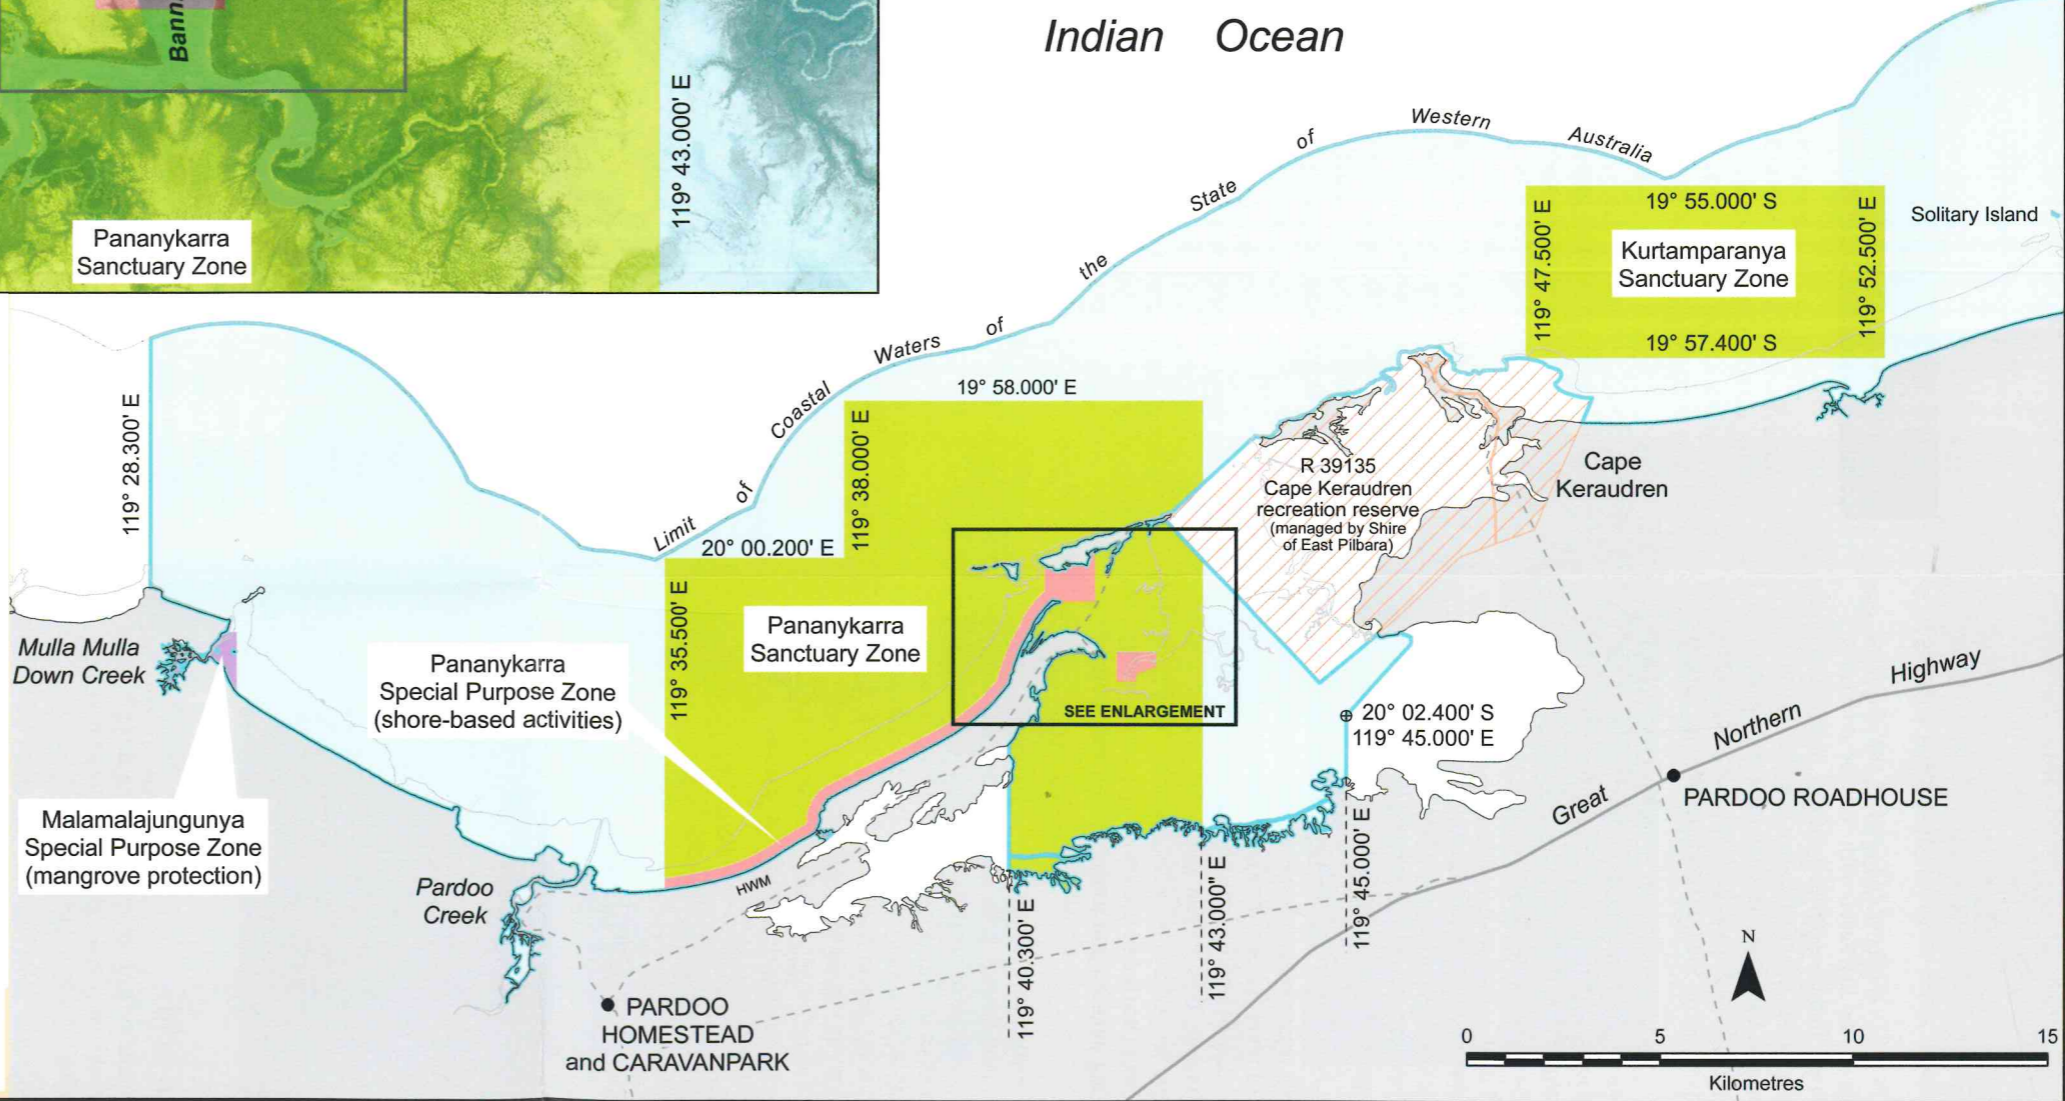 Indian Ocean
Bann
119° 43.000' E
Pananykarra
Sanctuary Zone
Limit of Coastal Waters of the State of Western Australia
19° 55.000' S
119° 47.500' E
Kurtamparanya
Sanctuary Zone
119° 52.500' E
19° 57.400' S
Solitary Island
119° 28.300' E
19° 58.000' E
119° 38.000' E
20° 00.200' E
119° 35.500' E
Pananykarra
Sanctuary Zone
R 39135
Cape Keraudren
recreation reserve
(managed by Shire
of East Pilbara)
Cape
Keraudren
Mulla Mulla
Down Creek
Pananykarra
Special Purpose Zone
(shore-based activities)
SEE ENLARGEMENT
20° 02.400' S
119° 45.000' E
Great Northern Highway
PARDOO ROADHOUSE
Malamalajungunya
Special Purpose Zone
(mangrove protection)
Pardoo
Creek
HWM
119° 40.300' E
119° 43.000" E
119° 45.000' E
PARDOO
HOMESTEAD
and CARAVANPARK
N
0 5 10 15
Kilometres